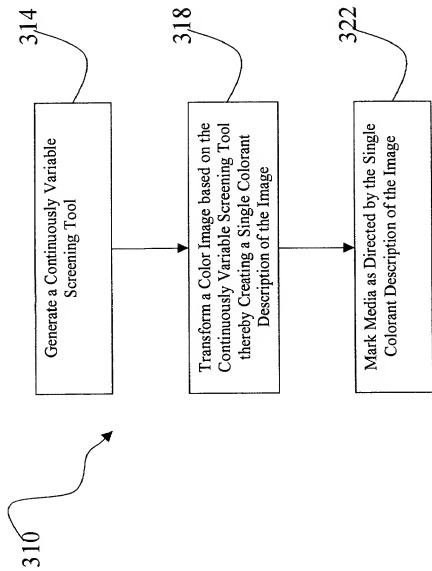 310
314
Generate a Continuously Variable
Screening Tool
318
Transform a Color Image based on the
Continuously Variable Screening Tool
thereby Creating a Single Colorant
Description of the Image
322
Mark Media as Directed by the Single
Colorant Description of the Image